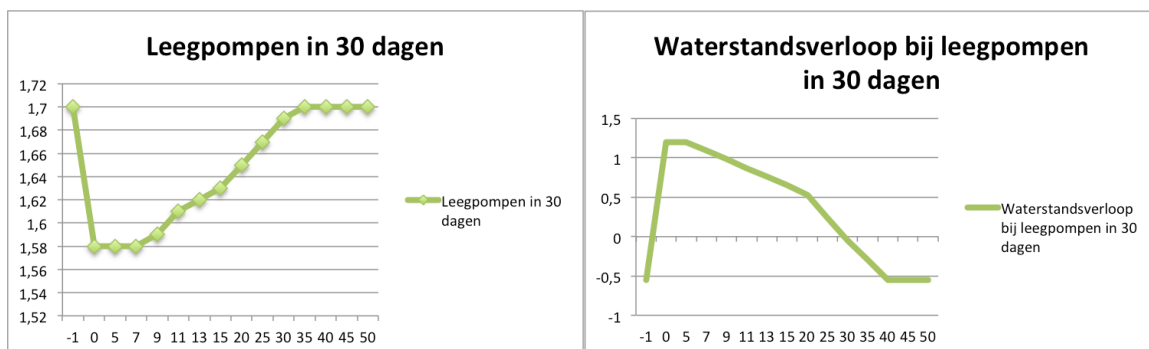 Leegpompen in 30 dagen
1,72
1,7
1,68
1,66
1,64
1,62
1,6
1,58
1,56
1,54
1,52
-1 0 5 7 9 11 13 15 20 25 30 35 40 45 50
Leegpompen in 30
dagen
Waterstandsverloop bij leegpompen
in 30 dagen
1,5
1
0,5
0
-0,5
-1
-1 0 5 7 9 11 13 15 20 25 30 35 40 45 50
Waterstandsverloop
bij leegpompen in 30
dagen